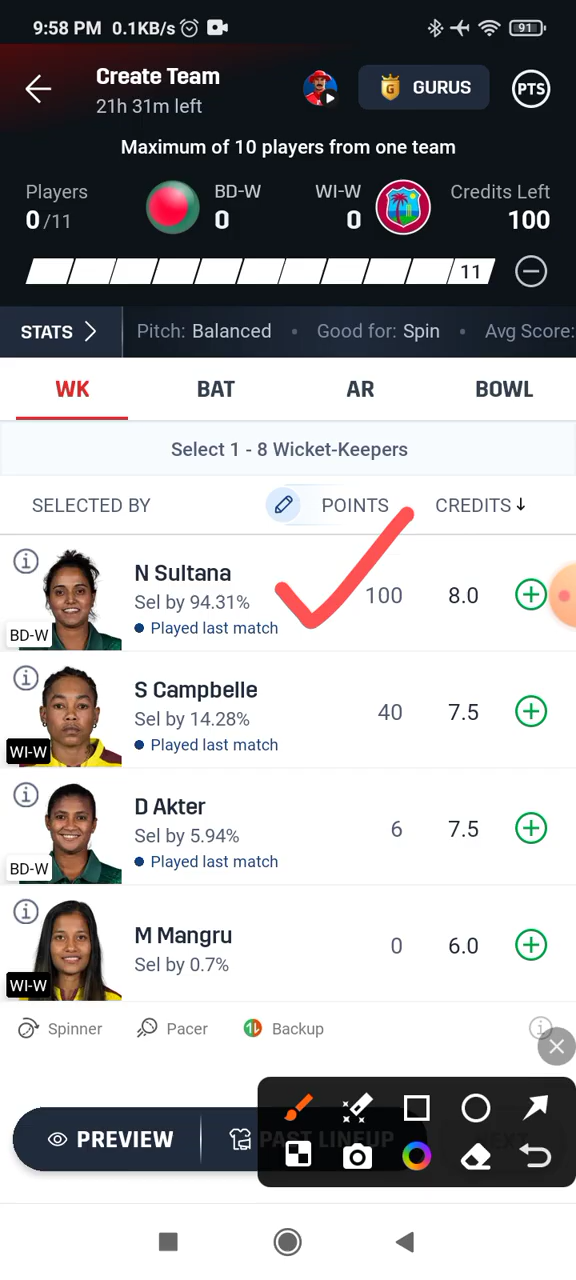 9:58 PM 0.1KB/s 91
Create Team
21h 31m left
G GURUS
PTS
Maximum of 10 players from one team
Players BD-W WI-W Credits Left
0/11 0 0 100
11
STATS Pitch: Balanced • Good for: Spin • Avg Score:
WK BAT AR BOWL
Select 1 - 8 Wicket-Keepers
SELECTED BY POINTS CREDITS↓
N Sultana
Sel by 94.31% 100 8.0
BD-W • Played last match
S Campbelle
Sel by 14.28% 40 7.5
WI-W • Played last match
D Akter
Sel by 5.94% 6 7.5
BD-W • Played last match
M Mangru
Sel by 0.7% 0 6.0
WI-W
Spinner Pacer Backup
PREVIEW PAST LINEUP